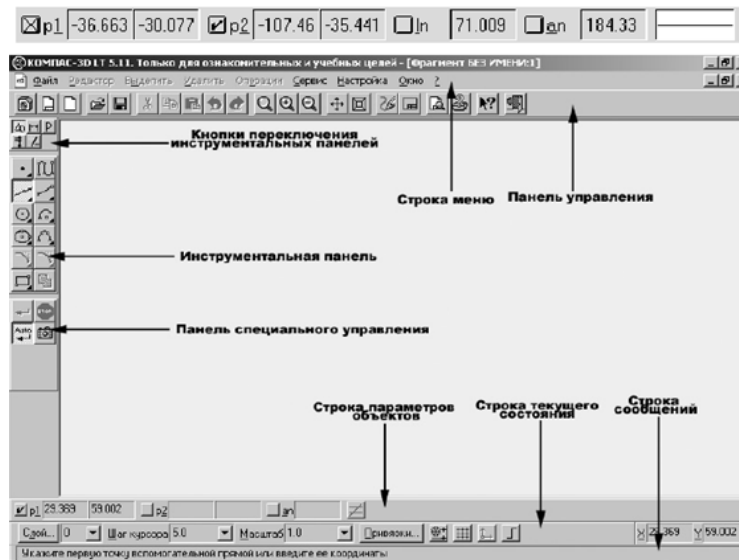 p1 -36.663 -30.077 p2 -107.46 -35.441 ln 71.009 an 184.33
КОМПАС-3D LT 5.11. Только для ознакомительных и учебных целей - [Фрагмент БЕЗ ИМЕНИ:1]
Файл Редактор Выделить Удалить Операции Сервис Настройка Окно ?
Кнопки переключения
инструментальных панелей
Строка меню Панель управления
Инструментальная панель
Auto
Панель специального управления
Строка параметров
объектов
Строка текущего
состояния
Строка
сообщений
p1 29.369 59.002 p2 an
Слой... 0 Шаг курсора 5.0 Масштаб 1.0 Привязки... X 29.369 Y 59.002
Укажите первую точку вспомогательной прямой или введите ее координаты